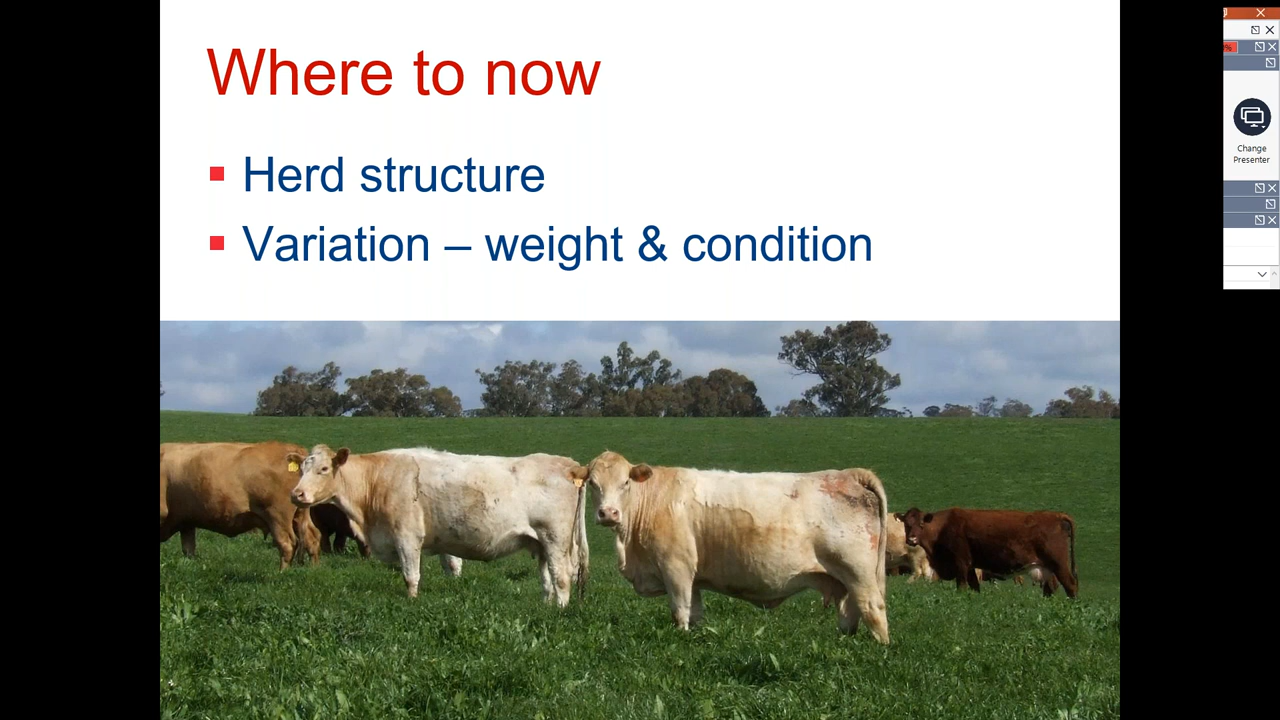 Where to now
Herd structure
Variation – weight & condition
Change
Presenter